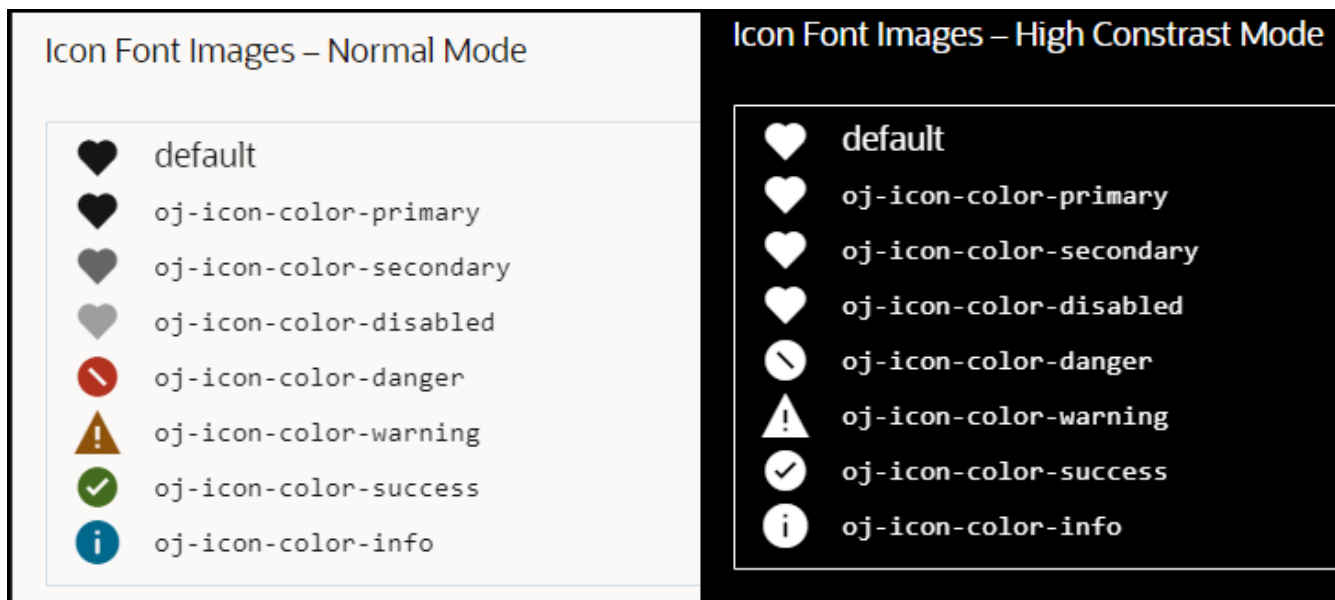 Icon Font Images – Normal Mode
default
oj-icon-color-primary
oj-icon-color-secondary
oj-icon-color-disabled
oj-icon-color-danger
oj-icon-color-warning
oj-icon-color-success
oj-icon-color-info
Icon Font Images – High Constrast Mode
default
oj-icon-color-primary
oj-icon-color-secondary
oj-icon-color-disabled
oj-icon-color-danger
oj-icon-color-warning
oj-icon-color-success
oj-icon-color-info